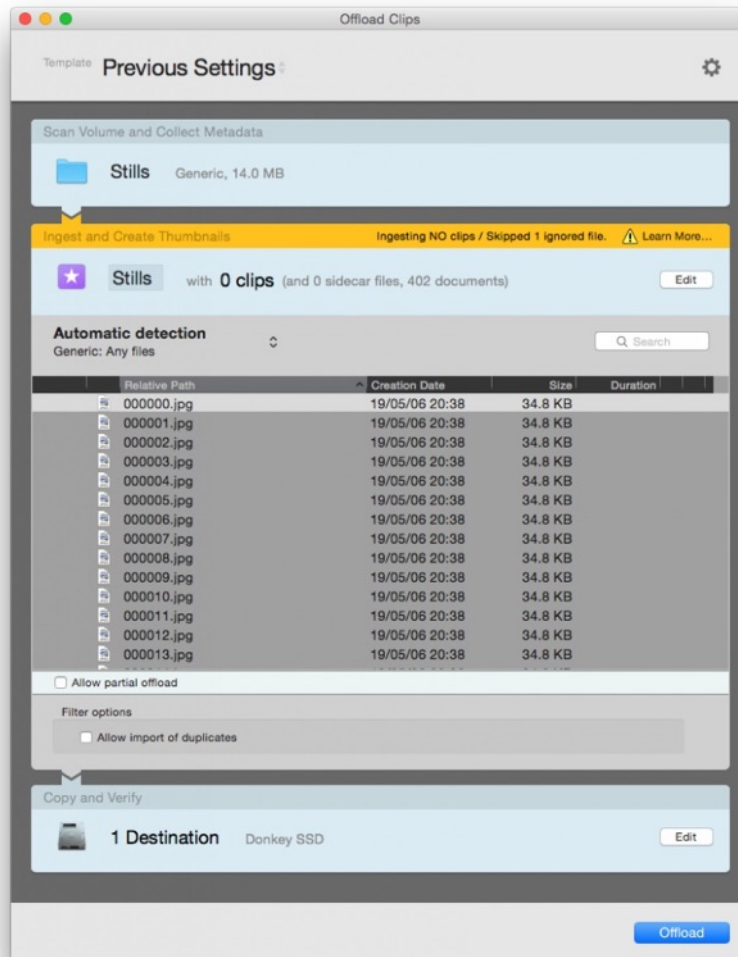 Offload Clips
Template Previous Settings
Scan Volume and Collect Metadata
Stills Generic, 14.0 MB
Ingest and Create Thumbnails Ingesting NO clips / Skipped 1 ignored file. Learn More...
Stills with 0 clips (and 0 sidecar files, 402 documents) Edit
Automatic detection
Generic: Any files
Search
Relative Path Creation Date Size Duration
000000.jpg 19/05/06 20:38 34.8 KB
000001.jpg 19/05/06 20:38 34.8 KB
000002.jpg 19/05/06 20:38 34.8 KB
000003.jpg 19/05/06 20:38 34.8 KB
000004.jpg 19/05/06 20:38 34.8 KB
000005.jpg 19/05/06 20:38 34.8 KB
000006.jpg 19/05/06 20:38 34.8 KB
000007.jpg 19/05/06 20:38 34.8 KB
000008.jpg 19/05/06 20:38 34.8 KB
000009.jpg 19/05/06 20:38 34.8 KB
000010.jpg 19/05/06 20:38 34.8 KB
000011.jpg 19/05/06 20:38 34.8 KB
000012.jpg 19/05/06 20:38 34.8 KB
000013.jpg 19/05/06 20:38 34.8 KB
Allow partial offload
Filter options
Allow import of duplicates
Copy and Verify
1 Destination Donkey SSD Edit
Offload